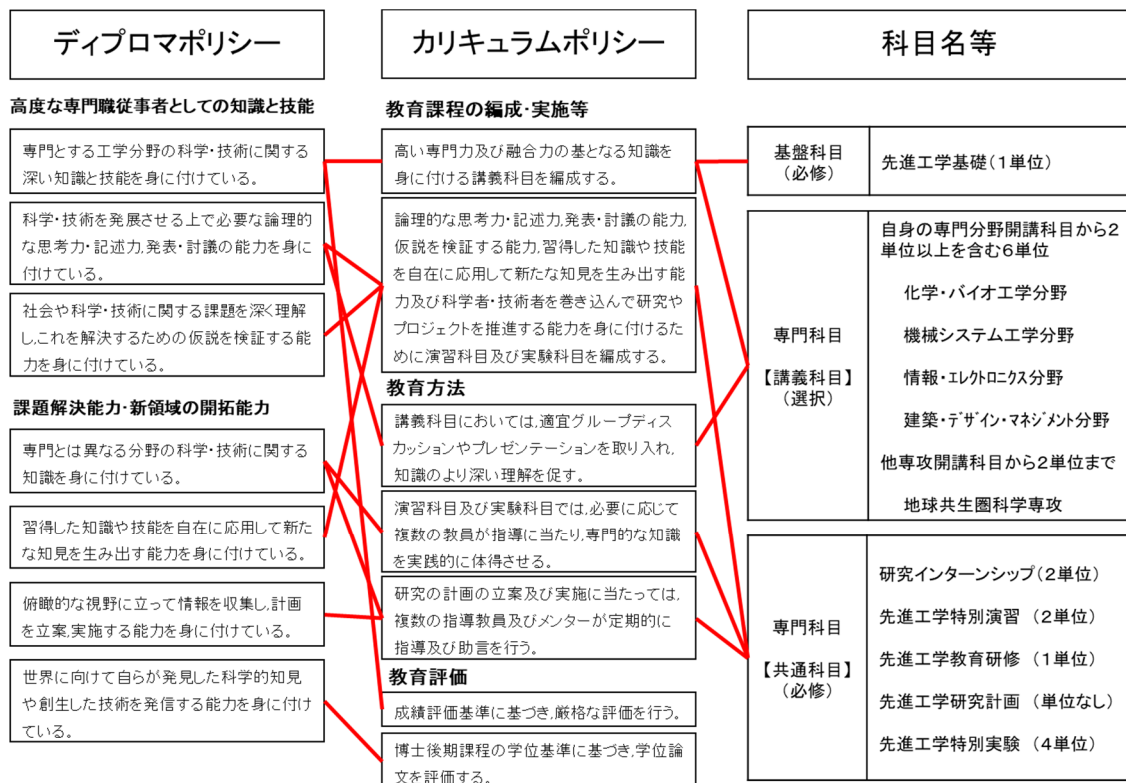 ディプロマポリシー
高度な専門職従事者としての知識と技能
専門とする工学分野の科学・技術に関する
深い知識と技能を身に付けている。
科学・技術を発展させる上で必要な論理的
な思考力・記述力,発表・討議の能力を身に
付けている。
社会や科学・技術に関する課題を深く理解
し,これを解決するための仮説を検証する能
力を身に付けている。
課題解決能力・新領域の開拓能力
専門とは異なる分野の科学・技術に関する
知識を身に付けている。
習得した知識や技能を自在に応用して新た
な知見を生み出す能力を身に付けている。
俯瞰的な視野に立って情報を収集し,計画
を立案,実施する能力を身に付けている。
世界に向けて自らが発見した科学的知見
や創生した技術を発信する能力を身に付け
ている。
カリキュラムポリシー
教育課程の編成・実施等
高い専門力及び融合力の基となる知識を
身に付ける講義科目を編成する。
論理的な思考力・記述力,発表・討議の能力,
仮説を検証する能力,習得した知識や技能
を自在に応用して新たな知見を生み出す能
力及び科学者・技術者を巻き込んで研究や
プロジェクトを推進する能力を身に付けるた
めに演習科目及び実験科目を編成する。
教育方法
講義科目においては,適宜グループディス
カッションやプレゼンテーションを取り入れ,
知識のより深い理解を促す。
演習科目及び実験科目では,必要に応じて
複数の教員が指導に当たり,専門的な知識
を実践的に体得させる。
研究の計画の立案及び実施に当たっては,
複数の指導教員及びメンターが定期的に
指導及び助言を行う。
教育評価
成績評価基準に基づき,厳格な評価を行う。
博士後期課程の学位基準に基づき,学位論
文を評価する。
科目名等
基盤科目
(必修)
先進工学基礎(1単位)
専門科目
【講義科目】
(選択)
自身の専門分野開講科目から2
単位以上を含む6単位
化学・バイオ工学分野
機械システム工学分野
情報・エレクトロニクス分野
建築・デザイン・マネジメント分野
他専攻開講科目から2単位まで
地球共生圏科学専攻
専門科目
【共通科目】
(必修)
研究インターンシップ(2単位)
先進工学特別演習 (2単位)
先進工学教育研修 (1単位)
先進工学研究計画 (単位なし)
先進工学特別実験 (4単位)